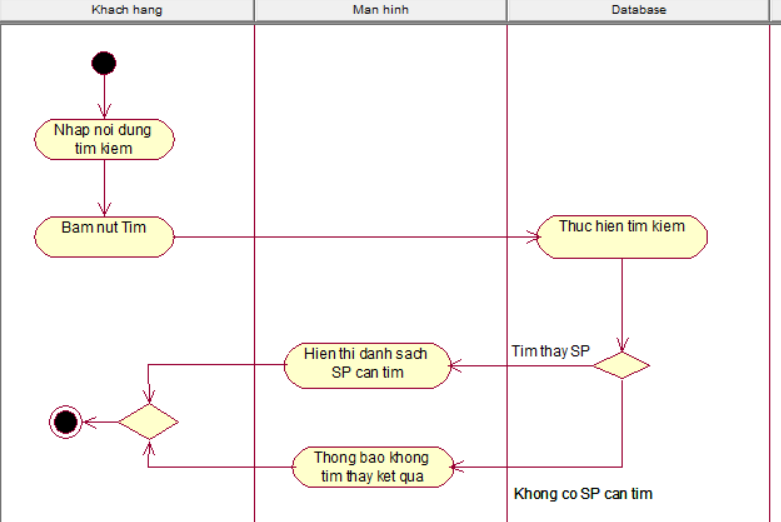 Khach hang
Man hinh
Database
Nhap noi dung
tim kiem
Bam nut Tim
Thuc hien tim kiem
Hien thi danh sach
SP can tim
Tim thay SP
Thong bao khong
tim thay ket qua
Khong co SP can tim